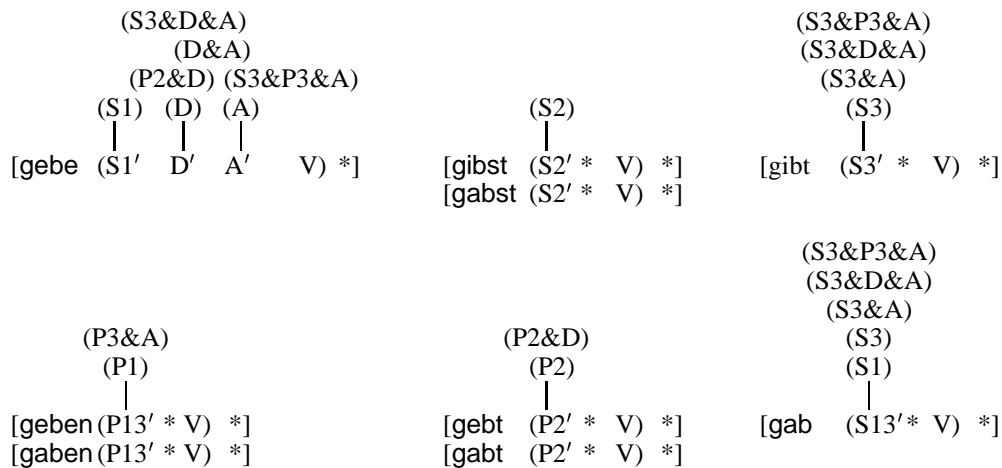 (S3&D&A)
(D&A)
(P2&D) (S3&P3&A)
(S1) (D) (A)
[gebe (S1′ D′ A′ V) *]
(S2)
[gibst (S2′ * V) *]
[gabst (S2′ * V) *]
(S3&P3&A)
(S3&D&A)
(S3&A)
(S3)
[gibt (S3′ * V) *]
(P3&A)
(P1)
[geben (P13′ * V) *]
[gaben (P13′ * V) *]
(P2&D)
(P2)
[gebt (P2′ * V) *]
[gabt (P2′ * V) *]
(S3&P3&A)
(S3&D&A)
(S3&A)
(S3)
(S1)
[gab (S13′ * V) *]